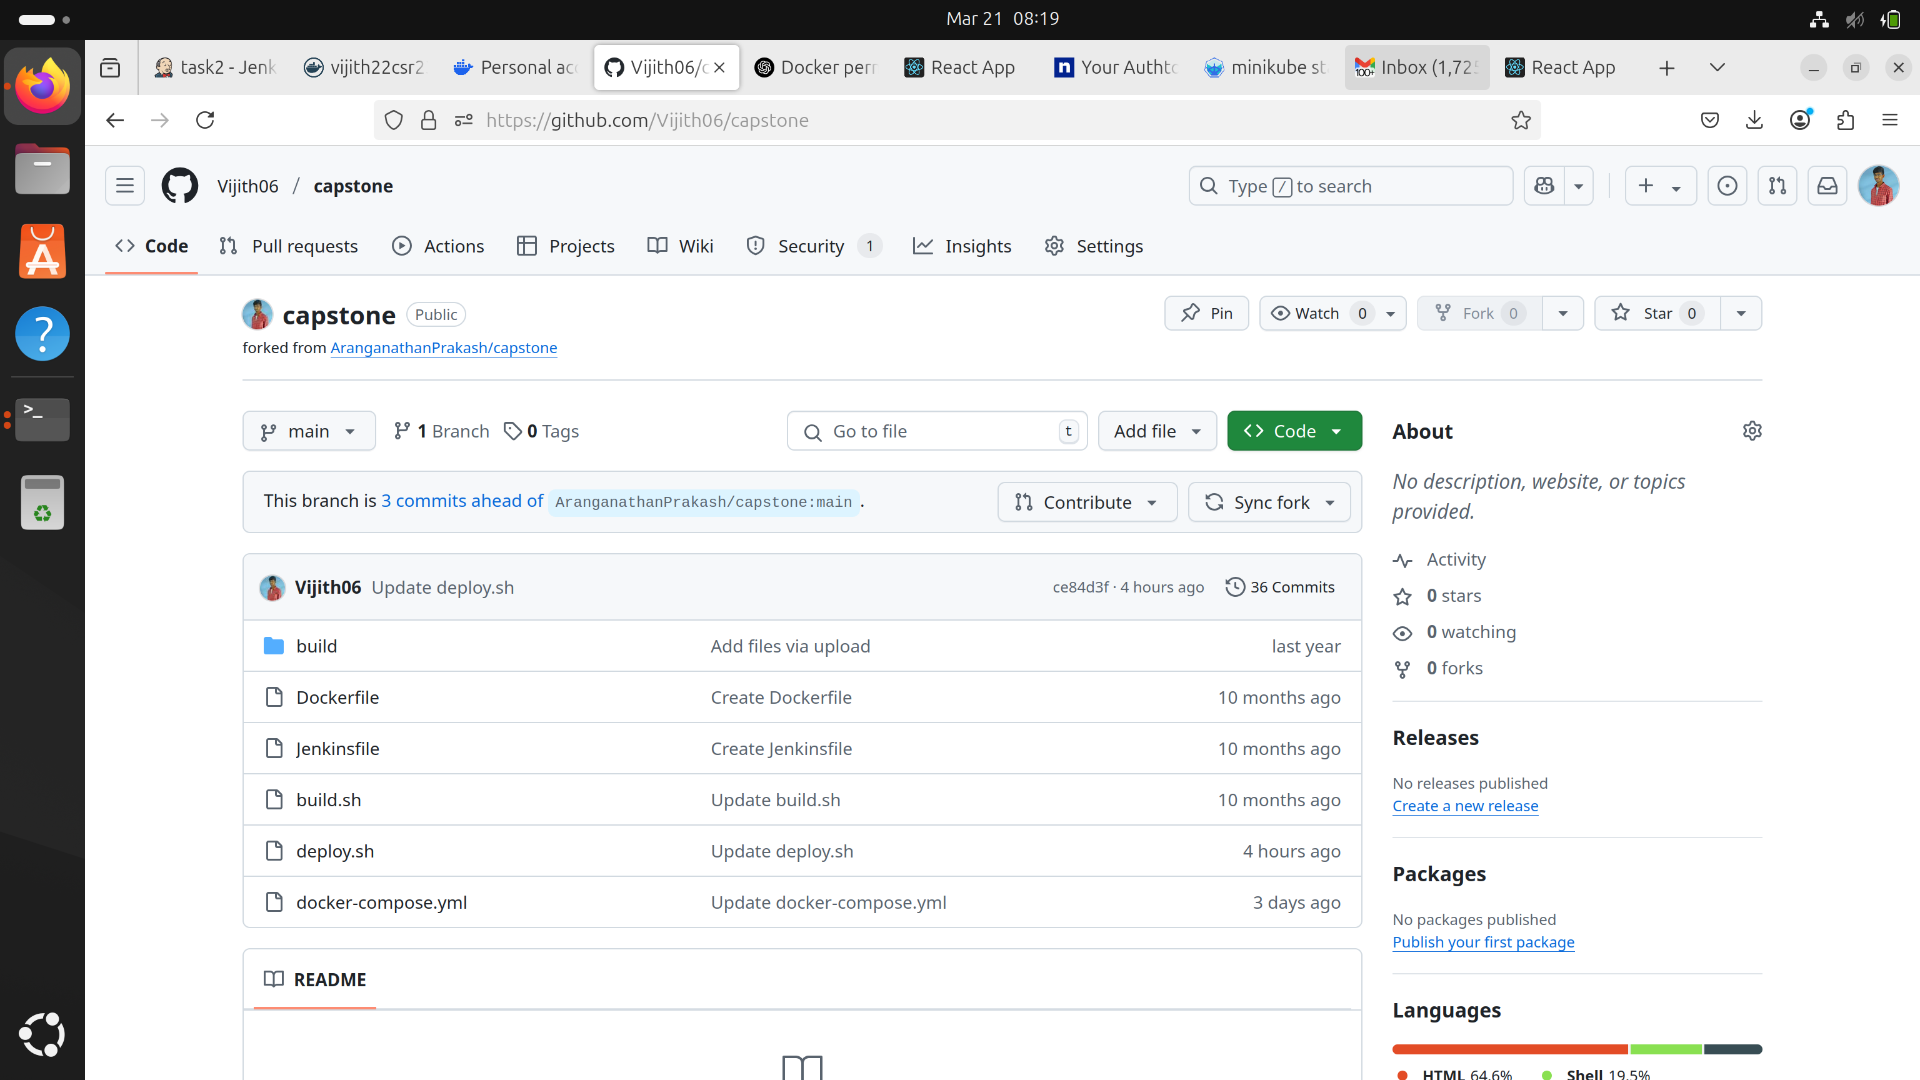 Mar 21 08:19
task2 - Jenk
vijith22csr2
Personal acc
Vijith06/c
Docker perr
React App
Your Authto
minikube st
100+
Inbox (1,725
React App
https://github.com/Vijith06/capstone
Vijith06 / capstone
Type / to search
Code
Pull requests
Actions
Projects
Wiki
Security 1
Insights
Settings
capstone Public
Pin
Watch 0
Fork 0
Star 0
forked from AranganathanPrakash/capstone
main
1 Branch
0 Tags
Go to file t
Add file
Code
This branch is 3 commits ahead of AranganathanPrakash/capstone:main .
Contribute
Sync fork
Vijith06 Update deploy.sh ce84d3f · 4 hours ago 36 Commits
build Add files via upload last year
Dockerfile Create Dockerfile 10 months ago
Jenkinsfile Create Jenkinsfile 10 months ago
build.sh Update build.sh 10 months ago
deploy.sh Update deploy.sh 4 hours ago
docker-compose.yml Update docker-compose.yml 3 days ago
README
About
No description, website, or topics
provided.
Activity
0 stars
0 watching
0 forks
Releases
No releases published
Create a new release
Packages
No packages published
Publish your first package
Languages
HTML 64.6% Shell 19.5%